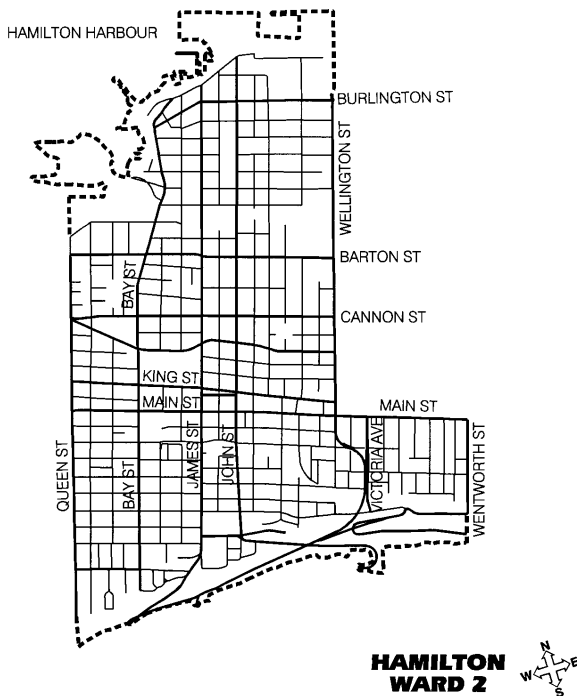 HAMILTON HARBOUR
BURLINGTON ST
WELLINGTON ST
BARTON ST
BAY ST
CANNON ST
KING ST
MAIN ST
MAIN ST
QUEEN ST
BAY ST
JAMES ST
JOHN ST
VICTORIA AVE
WENTWORTH ST
HAMILTON
WARD 2
N
W E
S